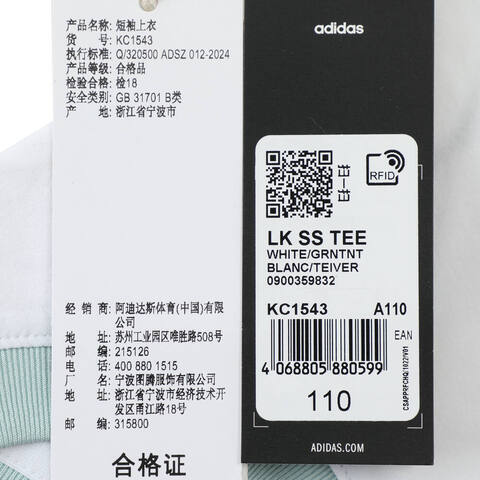 产品名称: 短袖上衣
货 号: KC1543
执行标准: Q/320500 ADSZ 012-2024
产品等级: 合格品
检验合格: 检18
安全类别: GB 31701 B类
产 地: 浙江省宁波市
经 销 商: 阿迪达斯体育(中国)有限
公司
地 址: 苏州工业园区唯胜路508号
邮 编: 215126
电 话: 400 880 1515
厂 名: 宁波图腾服饰有限公司
地 址: 浙江省宁波市经济技术开
发区甬江路18号
邮 编: 315800
合格证
adidas
扫一扫
RFID
LK SS TEE
WHITE/GRNTNT
BLANC/TEIVER
0900359832
KC1543 A110
EAN
4 068805 880599
110
ADIDAS.COM